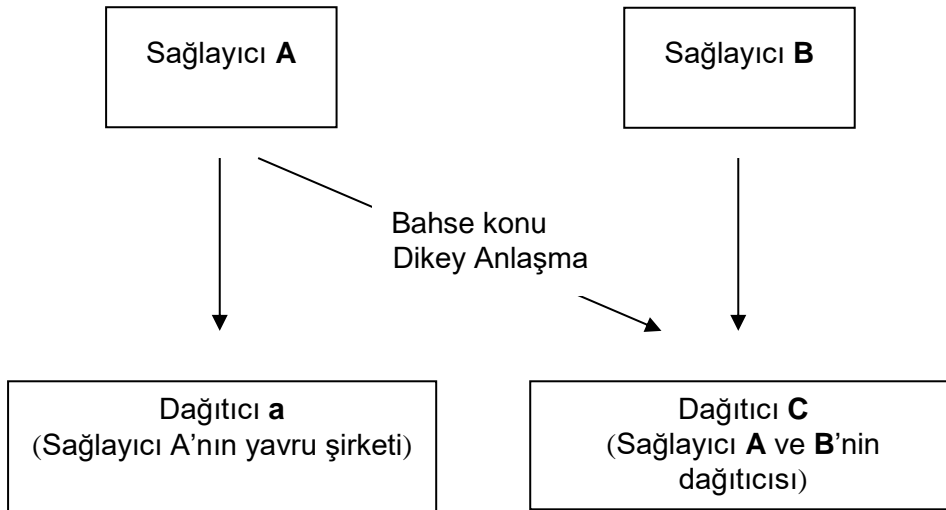 Sağlayıcı A
Sağlayıcı B
Bahse konu
Dikey Anlaşma
Dağıtıcı a
(Sağlayıcı A’nın yavru şirketi)
Dağıtıcı C
(Sağlayıcı A ve B’nin
dağıtıcısı)